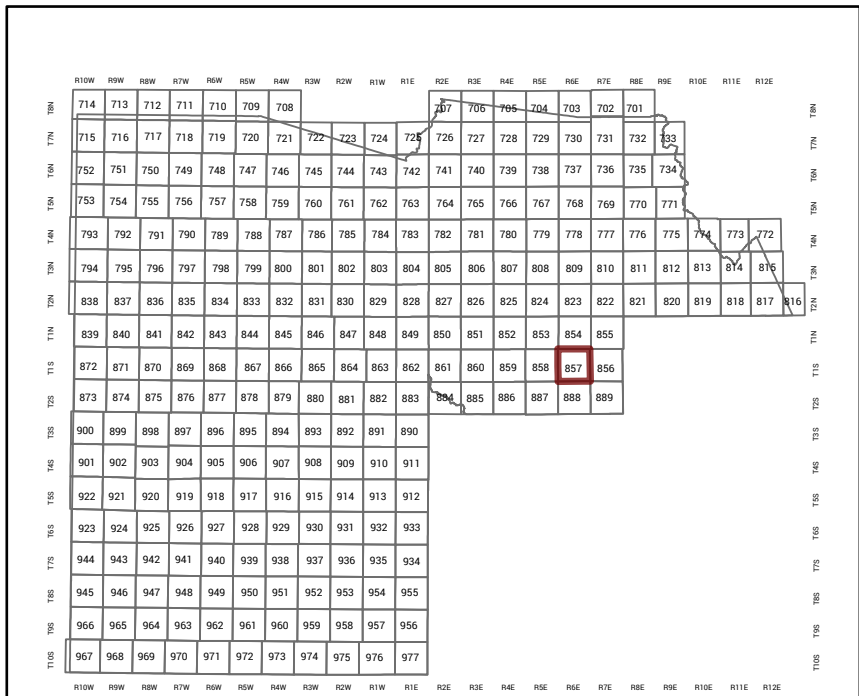 R10W R9W R8W R7W R6W R5W R4W R3W R2W R1W R1E R2E R3E R4E R5E R6E R7E R8E R9E R10E R11E R12E
T8N 714 713 712 711 710 709 708 707 706 705 704 703 702 701 T8N
T7N 715 716 717 718 719 720 721 722 723 724 725 726 727 728 729 730 731 732 733 T7N
T6N 752 751 750 749 748 747 746 745 744 743 742 741 740 739 738 737 736 735 734 T6N
T5N 753 754 755 756 757 758 759 760 761 762 763 764 765 766 767 768 769 770 771 T5N
T4N 793 792 791 790 789 788 787 786 785 784 783 782 781 780 779 778 777 776 775 774 773 772 T4N
T3N 794 795 796 797 798 799 800 801 802 803 804 805 806 807 808 809 810 811 812 813 814 815 T3N
T2N 838 837 836 835 834 833 832 831 830 829 828 827 826 825 824 823 822 821 820 819 818 817 816 T2N
T1N 839 840 841 842 843 844 845 846 847 848 849 850 851 852 853 854 855 T1N
T1S 872 871 870 869 868 867 866 865 864 863 862 861 860 859 858 857 856 T1S
T2S 873 874 875 876 877 878 879 880 881 882 883 884 885 886 887 888 889 T2S
T3S 900 899 898 897 896 895 894 893 892 891 890 T3S
T4S 901 902 903 904 905 906 907 908 909 910 911 T4S
T5S 922 921 920 919 918 917 916 915 914 913 912 T5S
T6S 923 924 925 926 927 928 929 930 931 932 933 T6S
T7S 944 943 942 941 940 939 938 937 936 935 934 T7S
T8S 945 946 947 948 949 950 951 952 953 954 955 T8S
T9S 966 965 964 963 962 961 960 959 958 957 956 T9S
T10S 967 968 969 970 971 972 973 974 975 976 977 T10S
R10W R9W R8W R7W R6W R5W R4W R3W R2W R1W R1E R2E R3E R4E R5E R6E R7E R8E R9E R10E R11E R12E